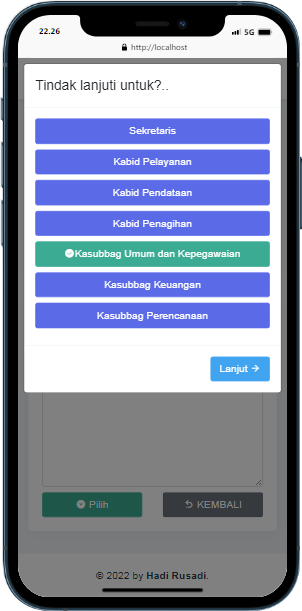 22.26
5G
http://localhost
Tindak lanjuti untuk?..
Sekretaris
Kabid Pelayanan
Kabid Pendataan
Kabid Penagihan
Kasubbag Umum dan Kepegawaian
Kasubbag Keuangan
Kasubbag Perencanaan
Lanjut
Pilih
KEMBALI
© 2022 by Hadi Rusadi.